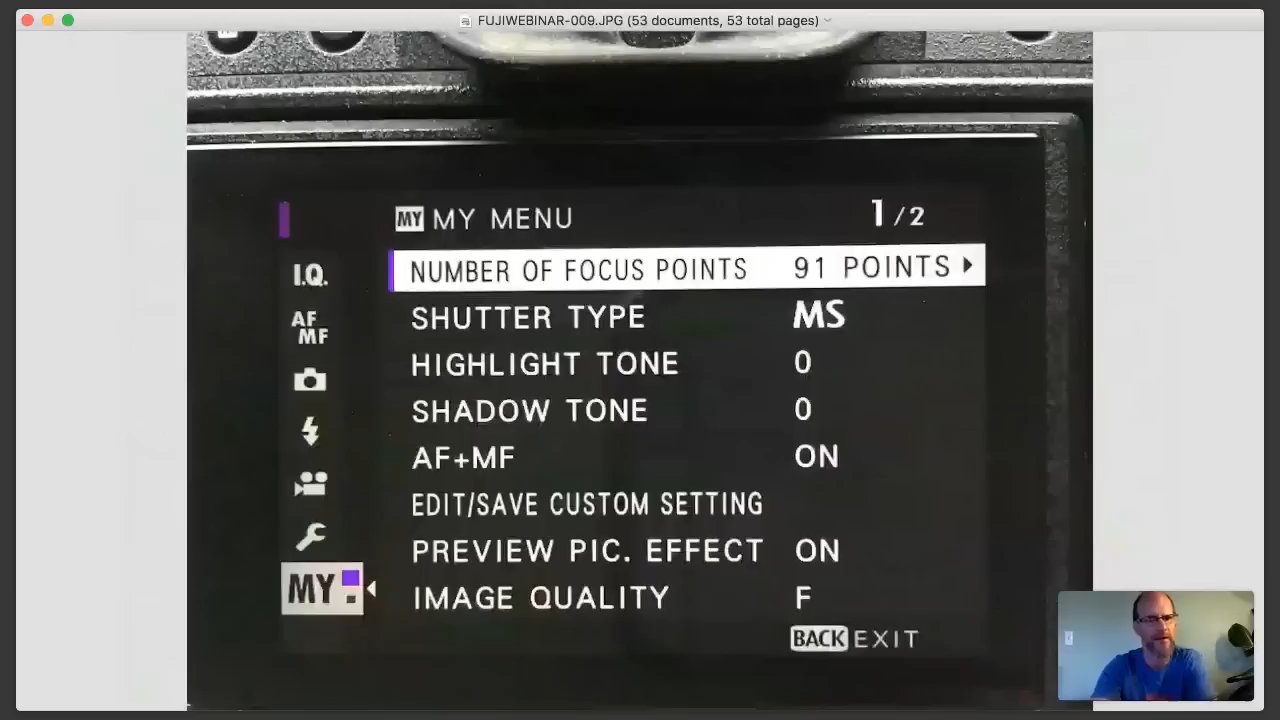 FUJIWEBINAR-009.JPG (53 documents, 53 total pages)
MY MY MENU 1/2
I.Q.
NUMBER OF FOCUS POINTS 91 POINTS
AF MF
SHUTTER TYPE MS
HIGHLIGHT TONE 0
SHADOW TONE 0
AF+MF ON
EDIT/SAVE CUSTOM SETTING
PREVIEW PIC. EFFECT ON
MY IMAGE QUALITY F
BACK EXIT